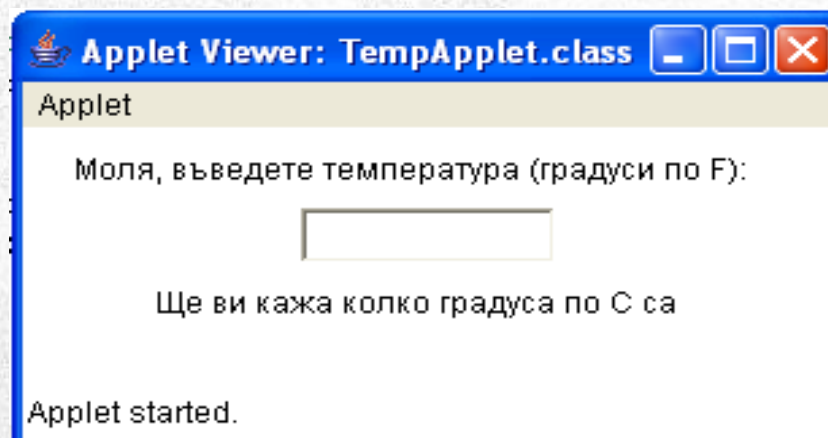 Applet Viewer: TempApplet.class
Applet
Моля, въведете температура (градуси по F):
Ще ви кажа колко градуса по C са
Applet started.